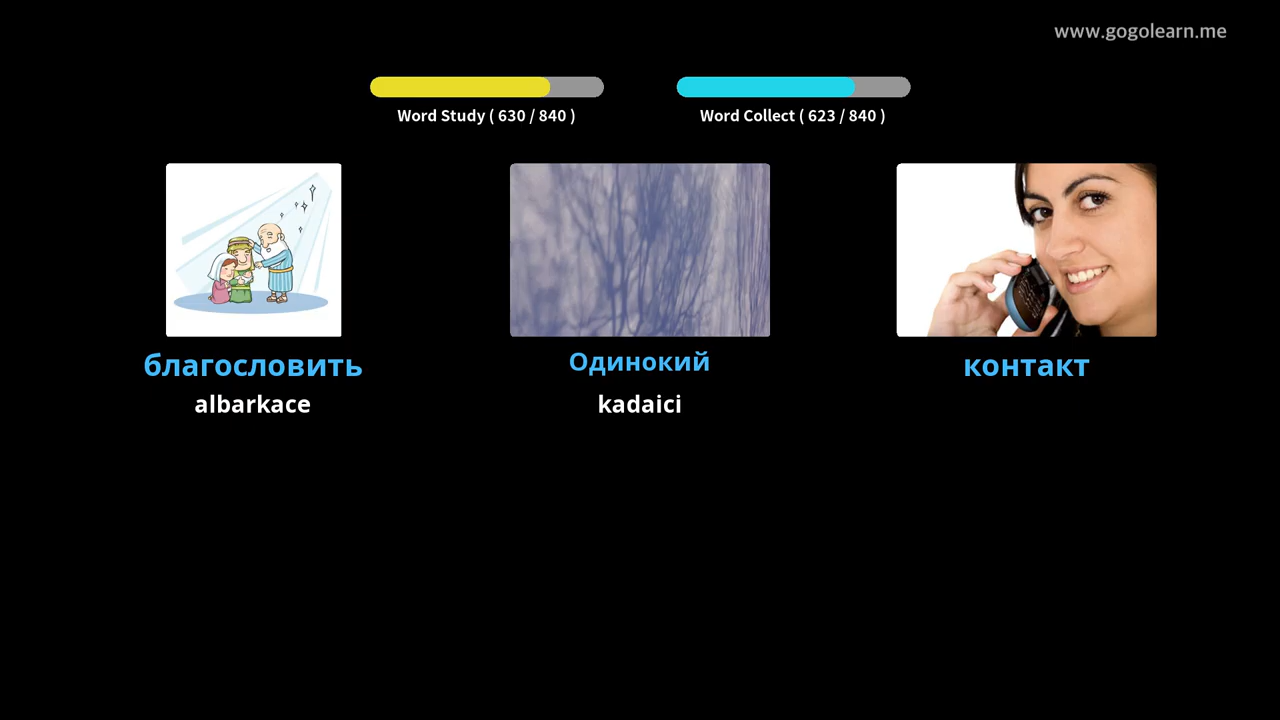 www.gogolearn.me
Word Study ( 630 / 840 )
Word Collect ( 623 / 840 )
благословить
albarkace
Одинокий
kadaici
контакт